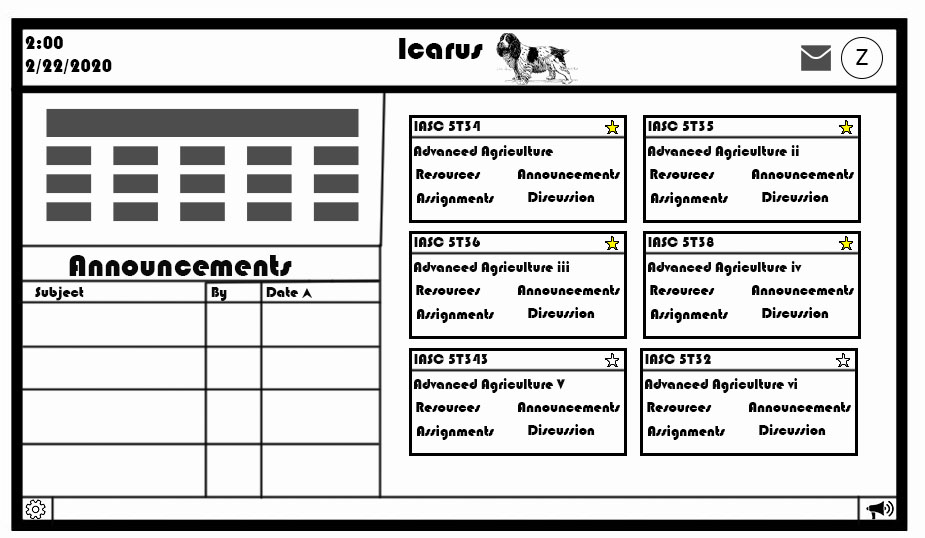 2:00
2/22/2020
Icarus
Z
Announcements
Subject By Date
IASC 5T34
Advanced Agriculture
Resources Announcements
Assignments Discussion
IASC 5T35
Advanced Agriculture ii
Resources Announcements
Assignments Discussion
IASC 5T36
Advanced Agriculture iii
Resources Announcements
Assignments Discussion
IASC 5T38
Advanced Agriculture iv
Resources Announcements
Assignments Discussion
IASC 5T343
Advanced Agriculture V
Resources Announcements
Assignments Discussion
IASC 5T32
Advanced Agriculture vi
Resources Announcements
Assignments Discussion